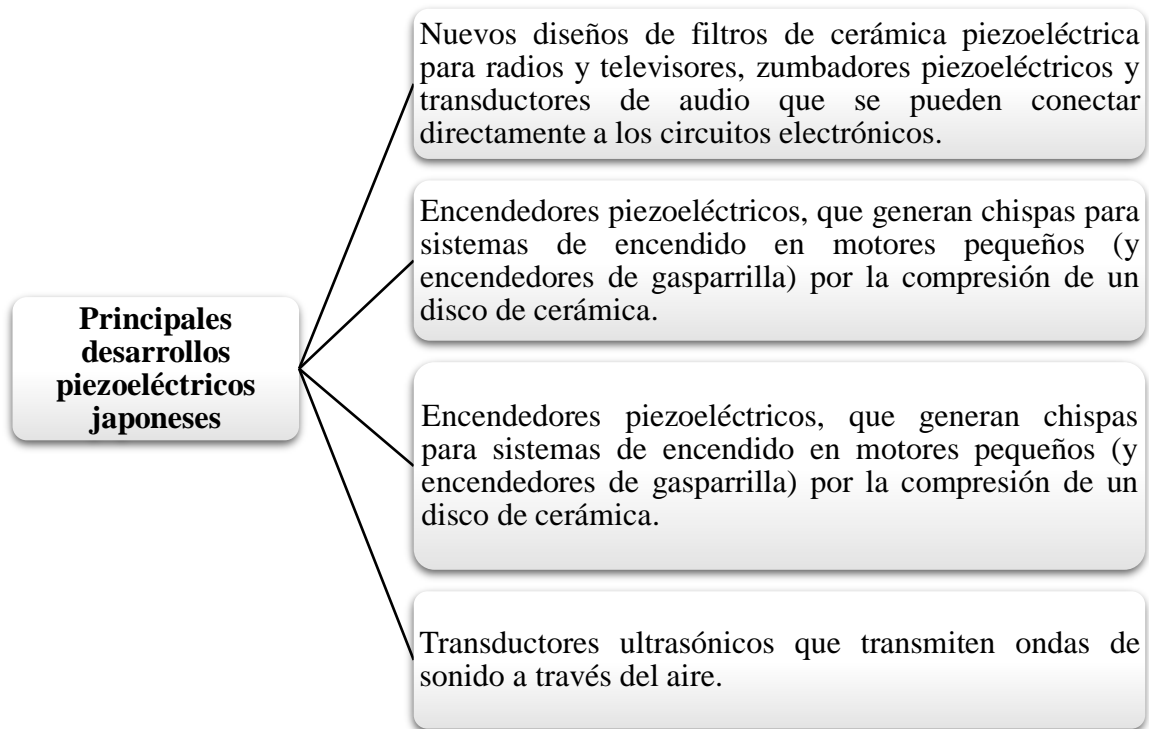 Nuevos diseños de filtros de cerámica piezoeléctrica
para radios y televisores, zumbadores piezoeléctricos y
transductores de audio que se pueden conectar
directamente a los circuitos electrónicos.
Encendedores piezoeléctricos, que generan chispas para
sistemas de encendido en motores pequeños (y
encendedores de gasparrilla) por la compresión de un
disco de cerámica.
Principales
desarrollos
piezoeléctricos
japoneses
Encendedores piezoeléctricos, que generan chispas
para sistemas de encendido en motores pequeños (y
encendedores de gasparrilla) por la compresión de un
disco de cerámica.
Transductores ultrasónicos que transmiten ondas de
sonido a través del aire.